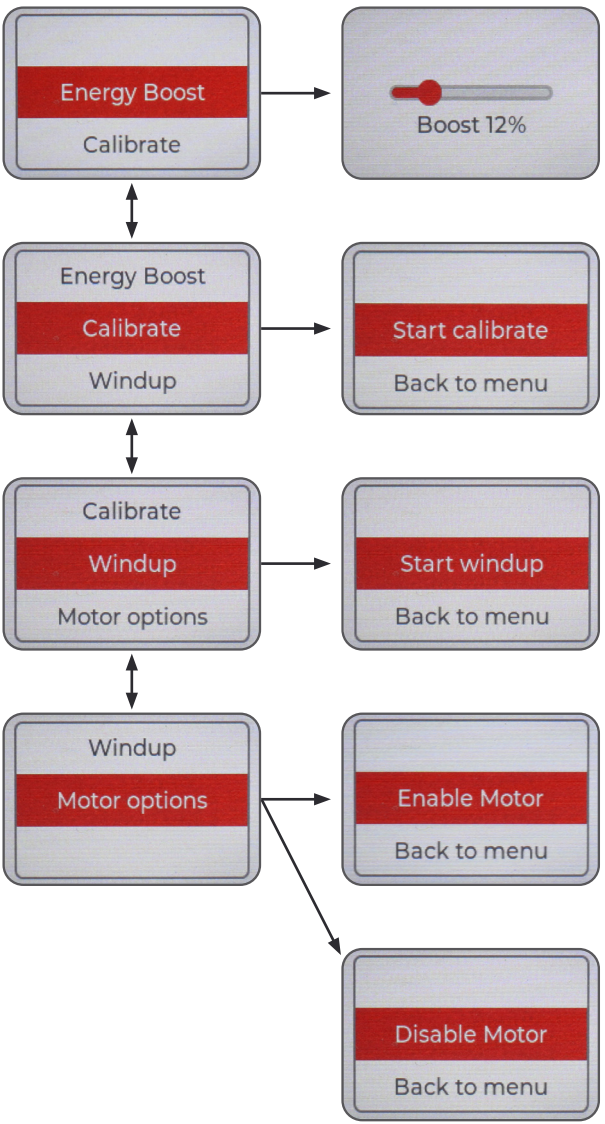 Energy Boost
Calibrate
Boost 12%
Energy Boost
Calibrate
Windup
Start calibrate
Back to menu
Calibrate
Windup
Motor options
Start windup
Back to menu
Windup
Motor options
Enable Motor
Back to menu
Disable Motor
Back to menu